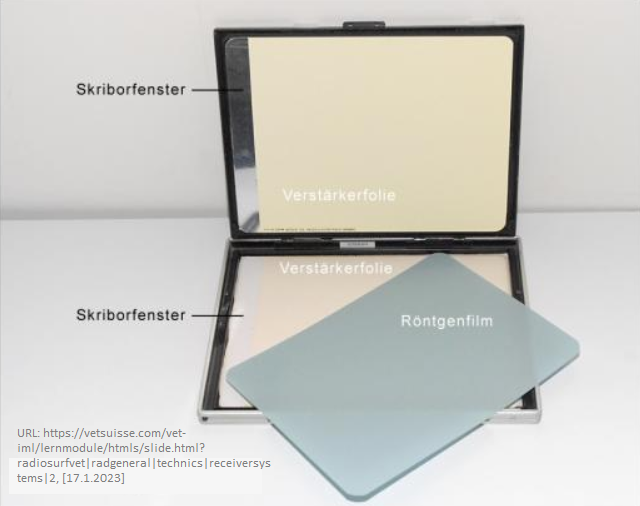 Skriborfenster
Verstärkerfolie
Verstärkerfolie
Skriborfenster
Röntgenfilm
URL: https://vetsuisse.com/vet-
iml/lernmodule/htmls/slide.html?
radiosurfvet|radgeneral|technics|receiversys
tems|2, [17.1.2023]